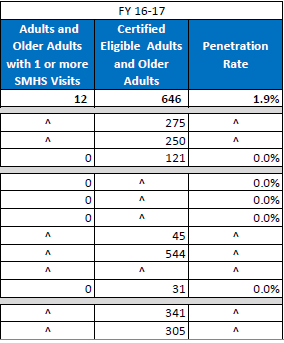 FY 16-17
Adults and Older Adults with 1 or more SMHS Visits | Certified Eligible Adults and Older Adults | Penetration Rate
12 646 1.9%
^ 275 ^
^ 250 ^
0 121 0.0%
0 ^ 0.0%
0 ^ 0.0%
0 ^ 0.0%
^ 45 ^
^ 544 ^
^ ^ ^
0 31 0.0%
^ 341 ^
^ 305 ^